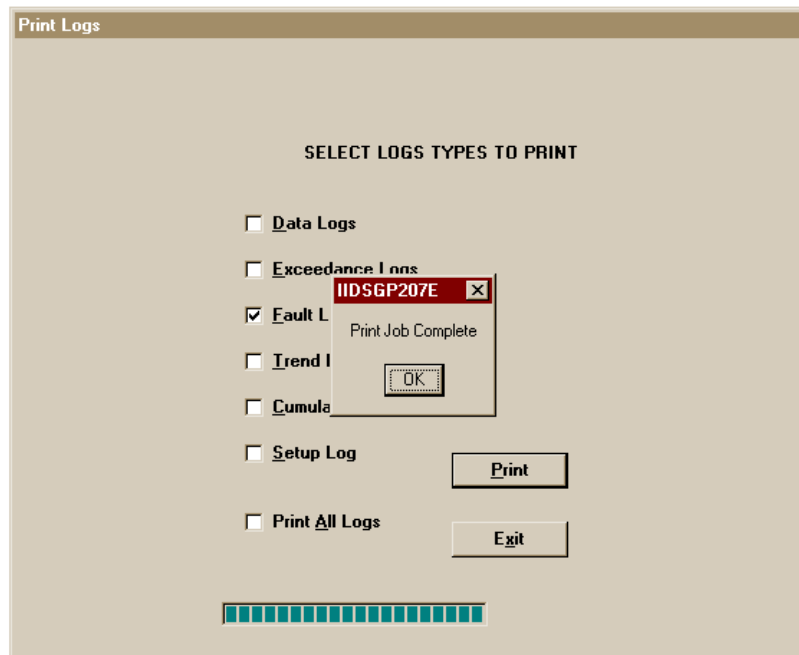 Print Logs
SELECT LOGS TYPES TO PRINT
Data Logs
Exceedance Logs
IIDSGP207E
Fault L
Print Job Complete
Trend
OK
Cumula
Setup Log
Print
Print All Logs
Exit